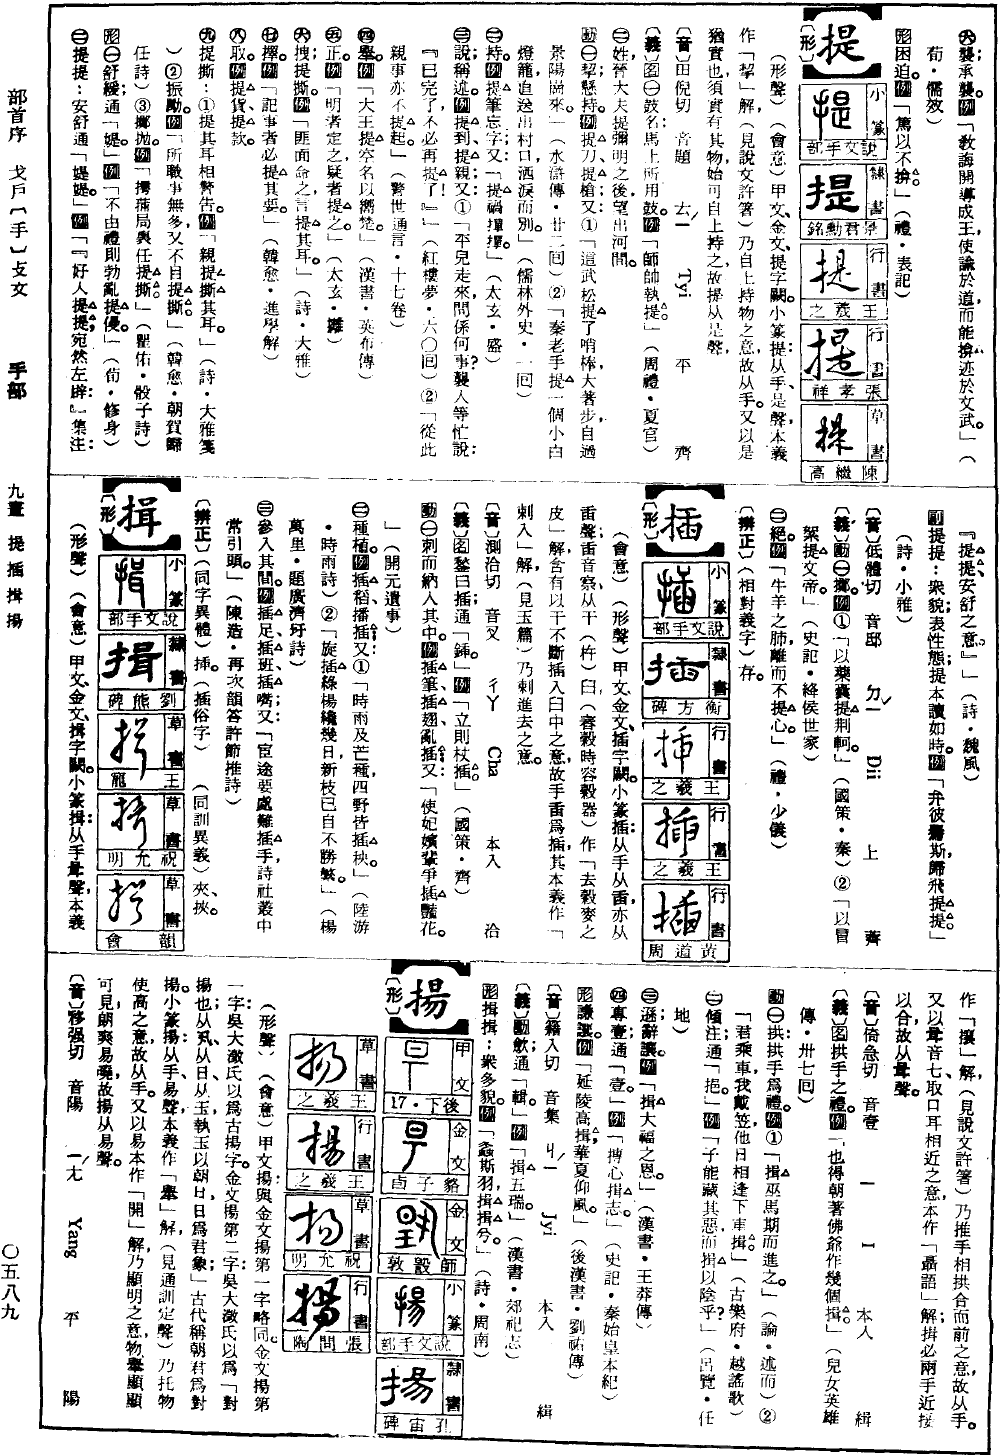 ㊅襲承襲。例「教誨開導成王使諭於道而能揜迹於文武。」（
荀・儒效）
形困迫。例「篤以不揜。」（禮・表記）
提
〔形〕
小篆 說文手部
隸書 景君勳銘
行書 王羲之
行書 張孝祥
草書 陳繼高
（形聲）（會意）甲文、金文、提字闕。小篆提：从手、是聲，本義
作「挈」解，（見說文許箸）乃自上持物之意，故从手。又以是
猶實也，須實有其物始可自上持之，故提从是聲。
〔音〕田倪切 音題 ㄊㄧˊ Tyi 平 齊
〔義〕名㊀鼓名；馬上所用鼓。例「師帥執提。」（周禮・夏官）
㊁姓；晉大夫提彌明之後，望出河間。
動㊀挈；懸持。例提刀、提槍；又：①「這武松提了哨棒，大著步，自過
景陽崗來。」（水滸傳・廿二回）②「秦老手提一個小白
燈籠，直送出村口，洒淚而別。」（儒林外史・一回）
㊁持。例提筆忘字；又：「提禍撣撣。」（太玄・盛）
㊂說；稱述。例提到、提親；又：①「平兒走來，問係何事？襲人等忙說：
『已完了，不必再提了！』」（紅樓夢・六〇回）②「從此
親事亦不提起。」（警世通言・十七卷）
㊃舉。例「大王提空名以嚮楚。」（漢書・英布傳）
㊄正。例「明者定之，疑者提之。」（太玄・攡）
㊅拽；提撕。例「匪面命之，言提其耳。」（詩・大雅）
㊆擇。例「記事者必提其要。」（韓愈・進學解）
㊇取。例提貨、提款。
㊈提撕：①提其耳相警告。例「親提撕其耳。」（詩・大雅箋
）②振勵。例「所職事無多，又不自提撕。」（韓愈・朝賀歸
任詩）③擲拋。例「摴蒱局裏任提撕。」（瞿佑・骰子詩）
形㊀舒緩；通「媞」。例「不由禮則勃亂提僈。」（荀・修身）
㊁提提：安舒；通「媞媞」。例「『好人提提，宛然左辟。』集注：
『提提，安舒之意。』」（詩・魏風）
副提提：衆貌；表性態；提本讀如時。例「弁彼鸒斯，歸飛提提。」
（詩・小雅）
〔音〕低體切 音邸 ㄉㄧˇ Dii 上 薺
〔義〕動㊀擲。例①「以藥囊提荆軻。」（國策・秦）②「以冒
絮提文帝。」（史記・絳侯世家）
㊁絕。例「牛羊之肺，離而不提心。」（禮・少儀）
〔辨正〕（相對義字）存。
插
〔形〕
小篆 說文手部
隸書 衡方碑
行書 王羲之
行書 王羲之
行書 黃道周
（會意）（形聲）甲文、金文、插字闕。小篆插：从手从臿，亦从
臿聲，臿音察，从干（杵）臼，（舂穀時容穀器）作「去穀麥之
皮」解，含有以干不斷插入臼中之意，故手臿爲插，其本義作「
刺入」解，（見玉篇）乃刺進去之意。
〔音〕測洽切 音叉 ㄔㄚ Cha 本入 洽
〔義〕名鍫曰插；通「鍤」。例「立則杖插。」（國策・齊）
動㊀刺而納入其中。例插筆、插翅、亂插；又：「使妃嬪輩爭插豔花。
」（開元遺事）
㊁種植。例插稻、播插；又①「時雨及芒種，四野皆插秧。」（陸游
・時雨詩）②「旋插綠楊纔幾日，新枝已自不勝鷖。」（楊
萬里・題廣濟圩詩）
㊂參入其間。例插足、插班、插嘴；又：「宦途要處難插手，詩社叢中
常引頭。」（陳造・再次韻答許節推詩）
〔辨正〕（同字異體）揷。（插俗字） （同訓異義）夾、挾。
揖
〔形〕
小篆 說文手部
隸書 劉熊碑
草書 王寵
草書 祝允明
草書 韻會
（形聲）（會意）甲文、金文、揖字闕。小篆揖：从手咠聲，本義
作「攘」解，（見說文許箸）乃推手相拱合而前之意，故从手。
又以咠音七，取口耳相近之意，本作「聶語」解；揖必兩手近接
以合，故从咠聲。
〔音〕倚急切 音壹 ㄧ I 本入 緝
〔義〕名拱手之禮。例「也得朝著佛爺作幾個揖。」（兒女英雄
傳・卅七回）
動㊀拱；拱手爲禮。例①「揖巫馬期而進之。」（論・述而）②
「君乘車，我戴笠，他日相逢下車揖。」（古樂府・越謠歌）
㊁傾注；通「挹」。例「子能藏其惡而揖以陰乎？」（呂覽・任
地）
㊂遜辭；讓。例「揖大福之恩。」（漢書・王莽傳）
㊃專壹；通「壹」。例「摶心揖志。」（史記・秦始皇本紀）
形謙讓。例「延陵高揖華夏仰風。」（後漢書・劉祐傳）
〔音〕籍入切 音集 ㄐㄧˊ Jyi 本入 緝
〔義〕動斂；通「輯」。例「揖五瑞。」（漢書・郊祀志）
形揖揖：衆多貌。例「螽斯羽，揖揖兮。」（詩・周南）
揚
〔形〕
甲文 後下・17
金文 貉子卣
金文 師毀敦
小篆 說文手部
隸書 孔宙碑
草書 王羲之
行書 王羲之
草書 祝允明
行書 張問陶
（形聲）（會意）甲文揚與金文揚第一字略同。金文揚第
一字：吳大澂氏以爲古揚字。金文揚第二字：吳大澂氏以爲「對
揚也，从丮从日从玉，執玉以朝日，日爲君象」古代稱朝君爲對
揚。小篆揚：从手昜聲，本義作「舉」解，（見通訓定聲）乃托物
使高之意，故从手。又以昜本作「開」解，乃顯明之意，物舉顯顯
可見，朗爽易曉，故揚从昜聲。
〔音〕移强切 音陽 ㄧㄤˊ Yang 平 陽
部首序 戈戶〔手〕支攴文 手部 九畫 提插揖揚 〇五八九